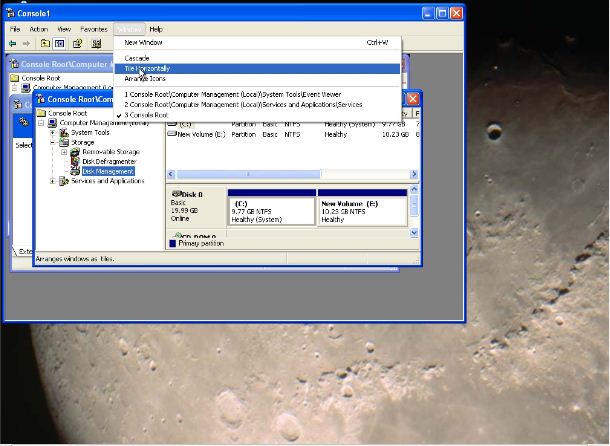 Console1
File Action View Favorites Window Help
New Window Ctrl+W
Cascade
Tile Horizontally
Arrange Icons
1 Console Root\Computer Management (Local)\System Tools\Event Viewer
2 Console Root\Computer Management (Local)\Services and Applications\Services
3 Console Root
Console Root\Computer
Console Root
Computer Management (Local)
Console Root\Com
Console Root
Computer Management (Local)
System Tools
Storage
Removable Storage
Disk Defragmenter
Disk Management
Services and Applications
(C:) Partition Basic NTFS Healthy (System) 9.77 GB
New Volume (E:) Partition Basic NTFS Healthy 10.23 GB
Disk 0
Basic
19.99 GB
Online
(C:)
9.77 GB NTFS
Healthy (System)
New Volume (E:)
10.23 GB NTFS
Healthy
CD-ROM 0
Primary partition
Selec
Exte
Arranges windows as tiles.